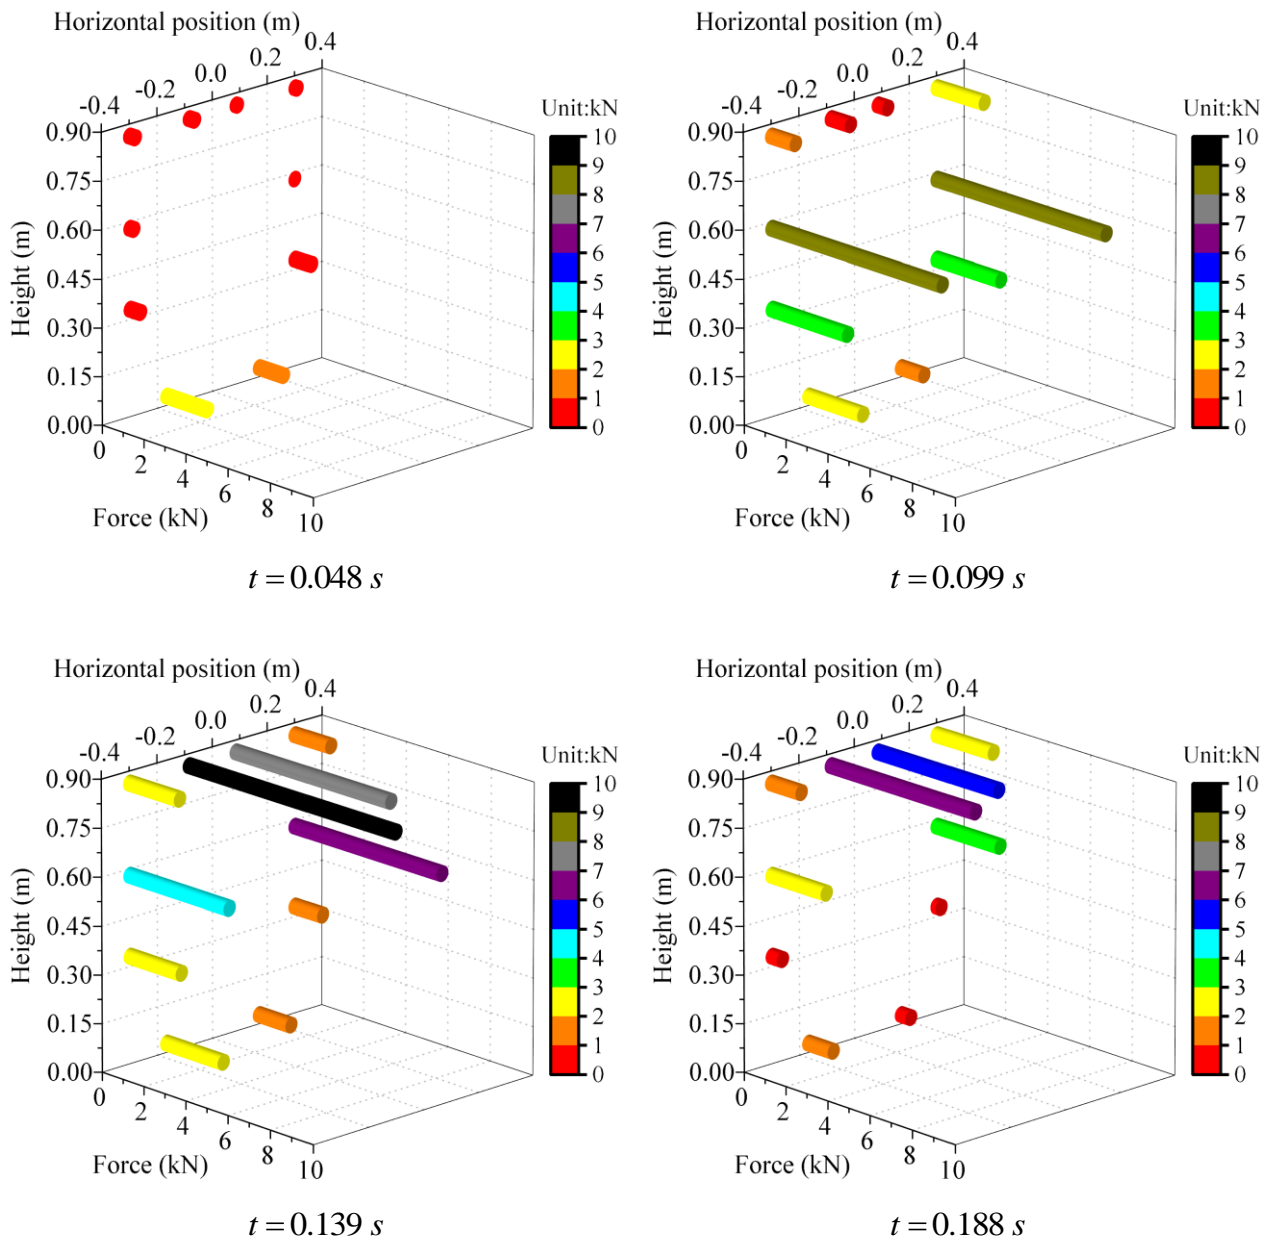 Horizontal position (m)
-0.4 -0.2 0.0 0.2 0.4
Unit:kN
10
9
8
7
6
5
4
3
2
1
0
Height (m)
0.90
0.75
0.60
0.45
0.30
0.15
0.00
0 2 4 6 8 10
Force (kN)
t = 0.048 s
Horizontal position (m)
-0.4 -0.2 0.0 0.2 0.4
Unit:kN
10
9
8
7
6
5
4
3
2
1
0
Height (m)
0.90
0.75
0.60
0.45
0.30
0.15
0.00
0 2 4 6 8 10
Force (kN)
t = 0.099 s
Horizontal position (m)
-0.4 -0.2 0.0 0.2 0.4
Unit:kN
10
9
8
7
6
5
4
3
2
1
0
Height (m)
0.90
0.75
0.60
0.45
0.30
0.15
0.00
0 2 4 6 8 10
Force (kN)
t = 0.139 s
Horizontal position (m)
-0.4 -0.2 0.0 0.2 0.4
Unit:kN
10
9
8
7
6
5
4
3
2
1
0
Height (m)
0.90
0.75
0.60
0.45
0.30
0.15
0.00
0 2 4 6 8 10
Force (kN)
t = 0.188 s